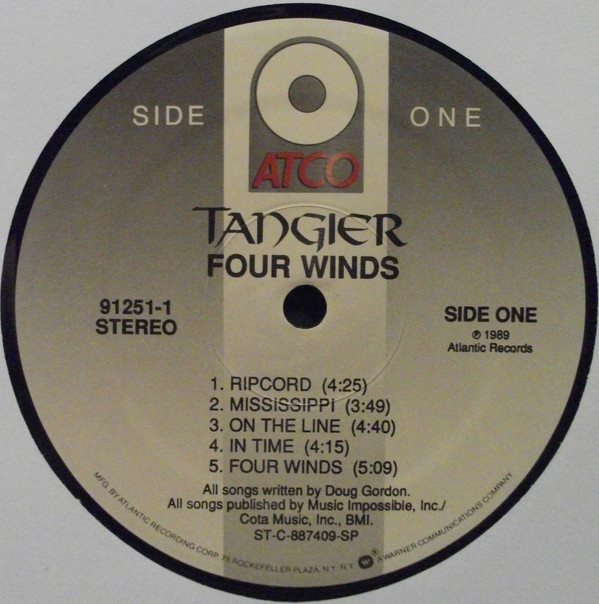 SIDE ONE
ATCO
TANGIER
FOUR WINDS
91251-1
STEREO
SIDE ONE
℗ 1989
Atlantic Records
1. RIPCORD (4:25)
2. MISSISSIPPI (3:49)
3. ON THE LINE (4:40)
4. IN TIME (4:15)
5. FOUR WINDS (5:09)
All songs written by Doug Gordon.
All songs published by Music Impossible, Inc./
Cota Music, Inc., BMI.
ST-C-887409-SP
MFG. BY ATLANTIC RECORDING CORP. 75 ROCKEFELLER PLAZA, N.Y. N.Y. W ® A WARNER COMMUNICATIONS COMPANY